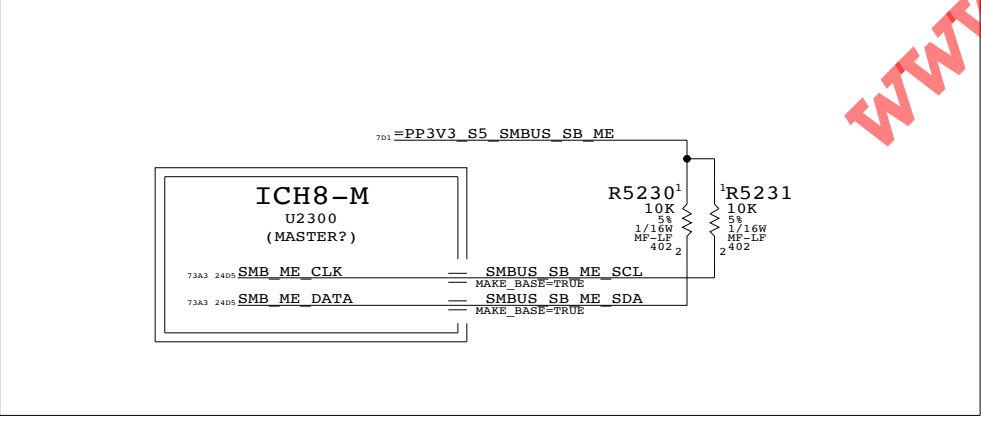 WWW
7D1 =PP3V3_S5_SMBUS_SB_ME
ICH8-M
U2300
(MASTER?)
R5230 1
10K
5%
1/16W
MF-LF
402
2
1 R5231
10K
5%
1/16W
MF-LF
402
2
73A3 24D5 SMB_ME_CLK
SMBUS_SB_ME_SCL
MAKE_BASE=TRUE
73A3 24D5 SMB_ME_DATA
SMBUS_SB_ME_SDA
MAKE_BASE=TRUE